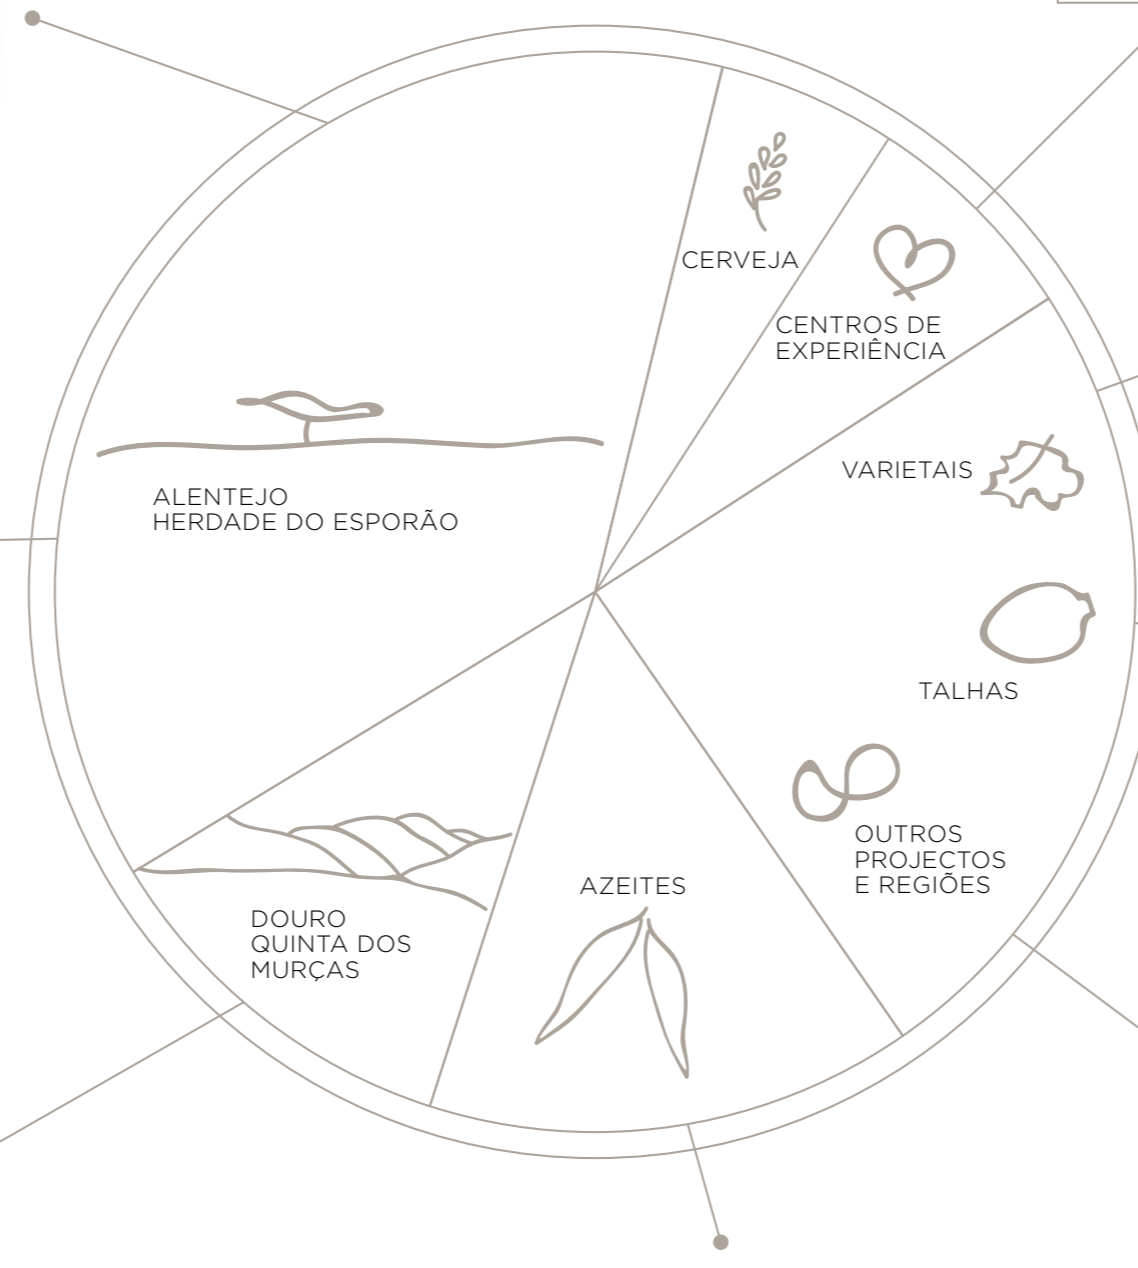 CERVEJA
CENTROS DE
EXPERIÊNCIA
VARIETAIS
ALENTEJO
HERDADE DO ESPORÃO
TALHAS
OUTROS
PROJECTOS
E REGIÕES
AZEITES
DOURO
QUINTA DOS
MURÇAS